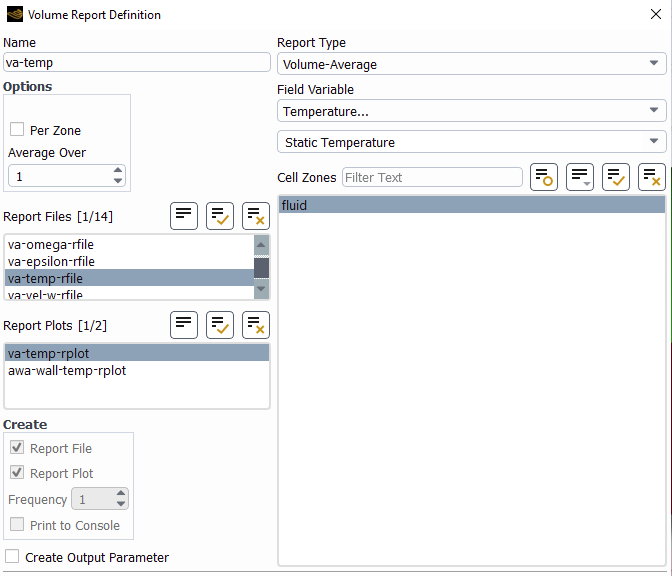 Volume Report Definition
Name
va-temp
Options
Per Zone
Average Over
1
Report Files [1/14]
va-omega-rfile
va-epsilon-rfile
va-temp-rfile
va-vel-w-rfile
Report Plots [1/2]
va-temp-rplot
awa-wall-temp-rplot
Create
Report File
Report Plot
Frequency 1
Print to Console
Create Output Parameter
Report Type
Volume-Average
Field Variable
Temperature...
Static Temperature
Cell Zones Filter Text
fluid